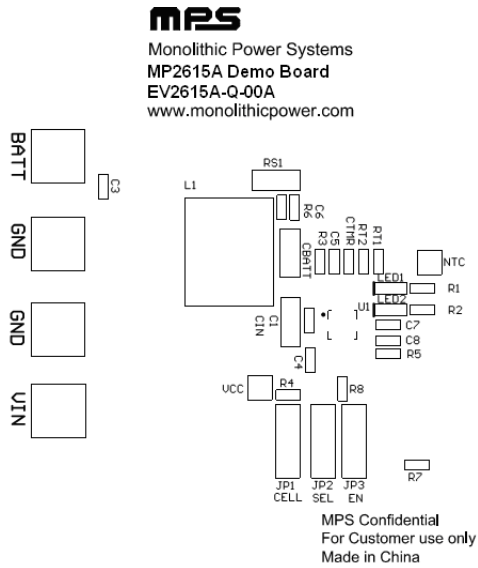 mps
Monolithic Power Systems
MP2615A Demo Board
EV2615A-Q-00A
www.monolithicpower.com
BATT
C3
GND
GND
VIN
RS1
L1
R6
C6
CBATT
R3
C5
CTMR
RT2
RT1
NTC
LED1
R1
U1
LED2
R2
CIN
C1
C7
C8
R5
C4
VCC
R4
R8
JP1
CELL
JP2
SEL
JP3
EN
R7
MPS Confidential
For Customer use only
Made in China